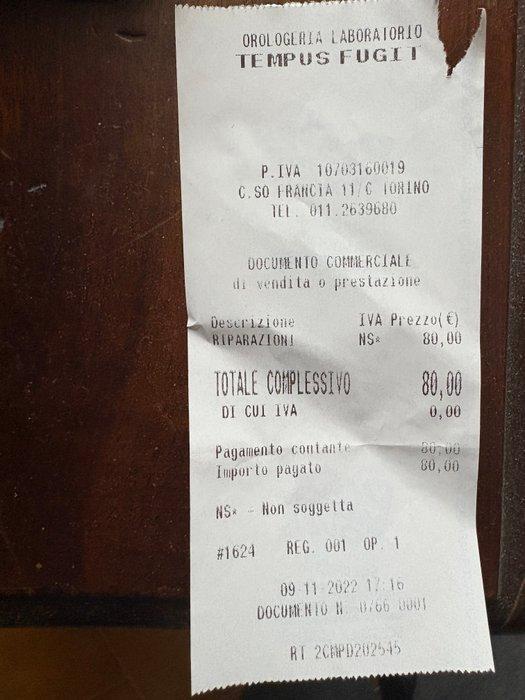 OROLOGERIA LABORATORIO
TEMPUS FUGIT
P.IVA 10703160019
C.SO FRANCIA 11/C TORINO
TEL. 011.2639680
DOCUMENTO COMMERCIALE
di vendita o prestazione
Descrizione IVA Prezzo(€)
RIPARAZIONI NS* 80,00
TOTALE COMPLESSIVO 80,00
DI CUI IVA 0,00
Pagamento contante 80,00
Importo pagato 80,00
NS* - Non soggetta
#1624 REG. 001 OP. 1
09-11-2022 17:16
DOCUMENTO N. 0766-0001
RT 2CMPD202545